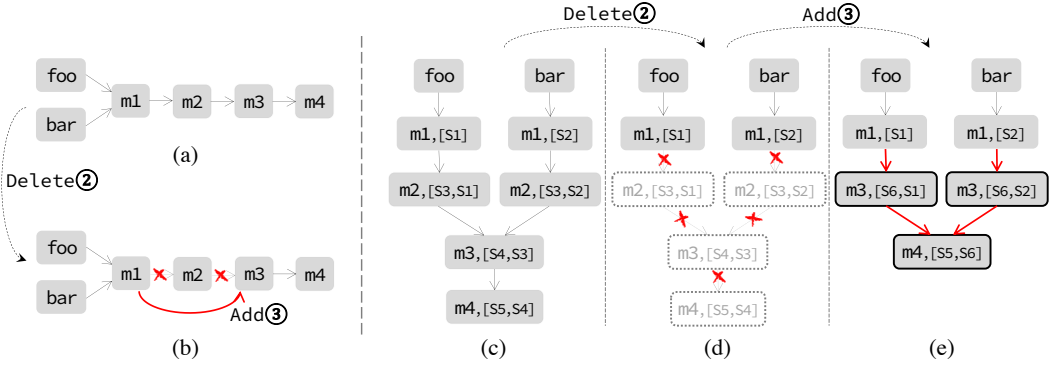 foo
bar
m1
m2
m3
m4
(a)
Delete②
foo
bar
m1
m2
m3
m4
Add③
(b)
Delete②
Add③
foo
bar
m1,[S1]
m1,[S2]
m2,[S3,S1]
m2,[S3,S2]
m3,[S4,S3]
m4,[S5,S4]
(c)
foo
bar
m1,[S1]
m1,[S2]
m2,[S3,S1]
m2,[S3,S2]
m3,[S4,S3]
m4,[S5,S4]
(d)
foo
bar
m1,[S1]
m1,[S2]
m3,[S6,S1]
m3,[S6,S2]
m4,[S5,S6]
(e)